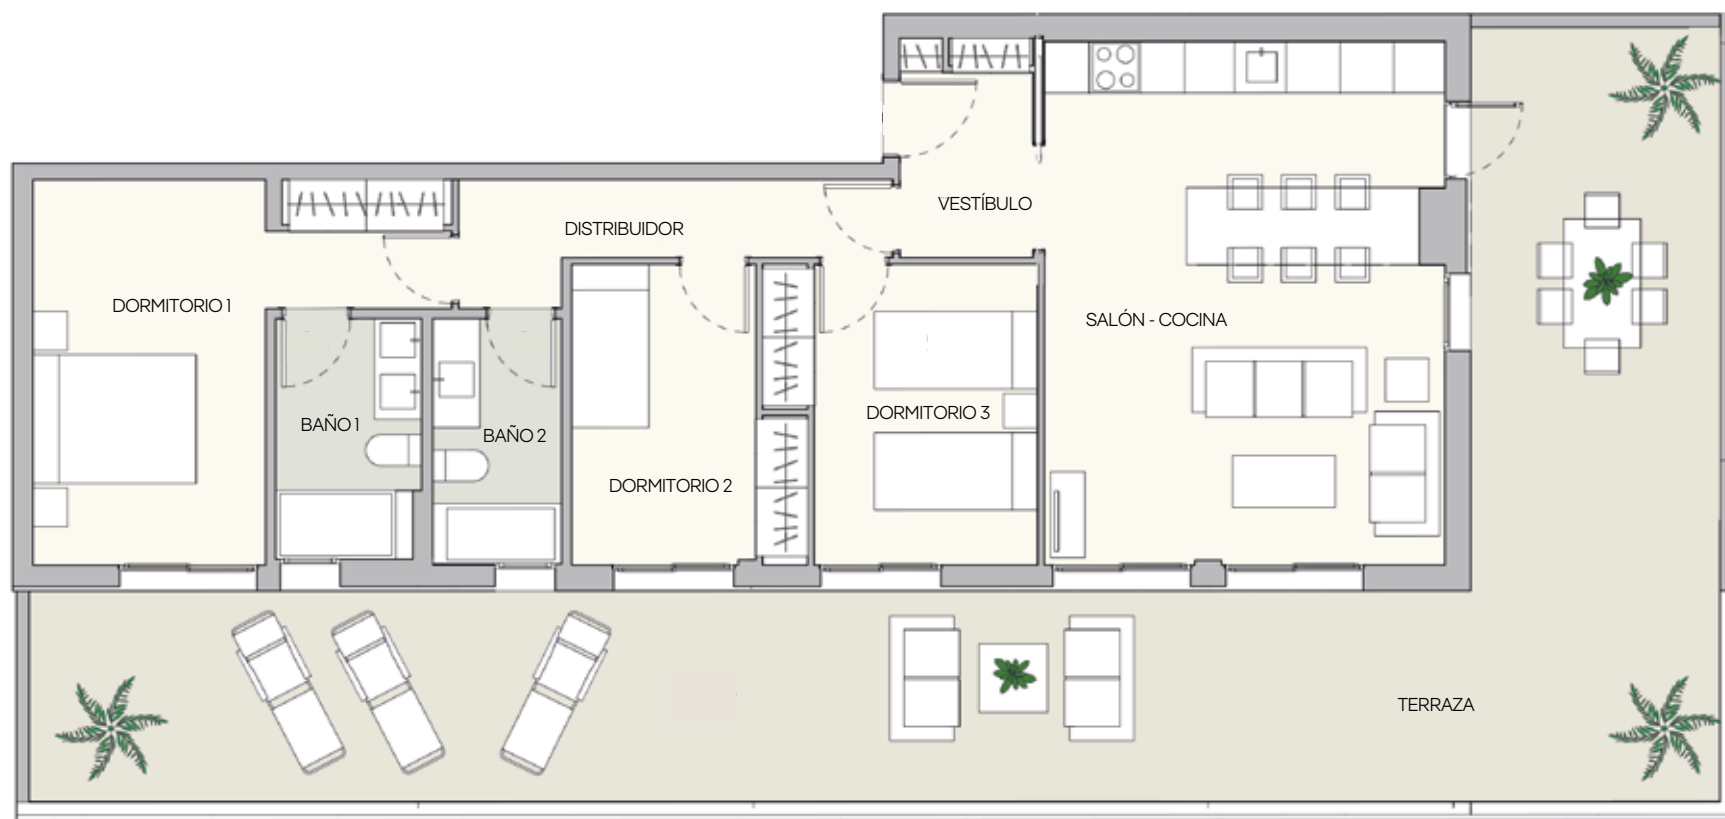 VESTÍBULO
DISTRIBUIDOR
DORMITORIO 1
SALÓN - COCINA
DORMITORIO 3
BAÑO 1
BAÑO 2
DORMITORIO 2
TERRAZA